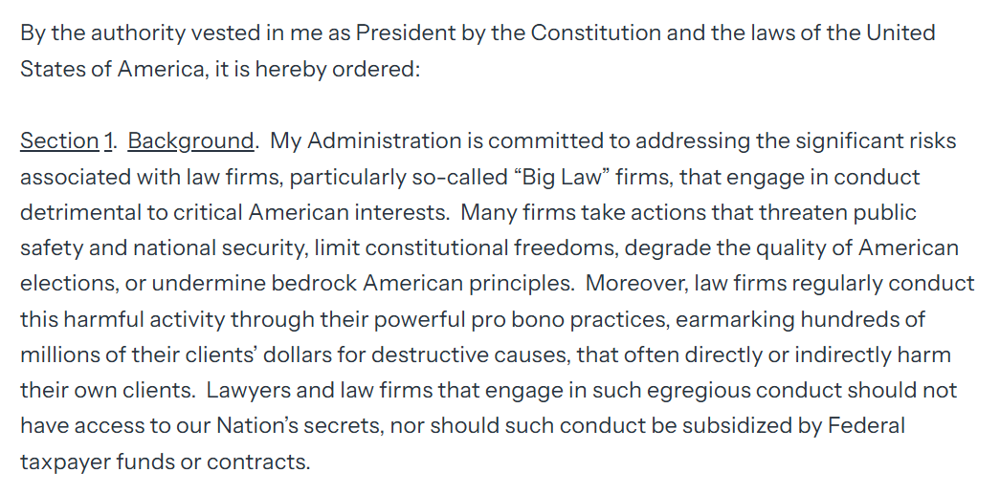 By the authority vested in me as President by the Constitution and the laws of the United
States of America, it is hereby ordered:
Section 1.  Background.  My Administration is committed to addressing the significant risks
associated with law firms, particularly so-called “Big Law” firms, that engage in conduct
detrimental to critical American interests.  Many firms take actions that threaten public
safety and national security, limit constitutional freedoms, degrade the quality of American
elections, or undermine bedrock American principles.  Moreover, law firms regularly conduct
this harmful activity through their powerful pro bono practices, earmarking hundreds of
millions of their clients’ dollars for destructive causes, that often directly or indirectly harm
their own clients.  Lawyers and law firms that engage in such egregious conduct should not
have access to our Nation’s secrets, nor should such conduct be subsidized by Federal
taxpayer funds or contracts.